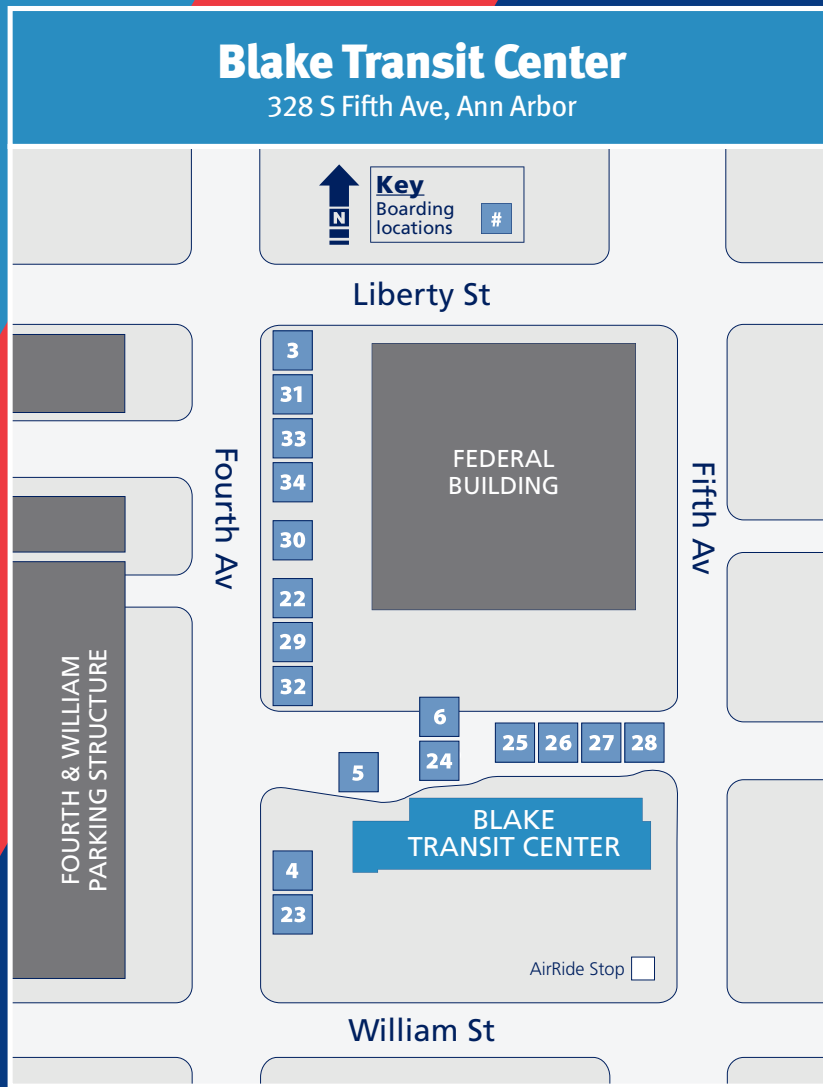 Blake Transit Center
328 S Fifth Ave, Ann Arbor
N
Key
Boarding
locations
#
Liberty St
3
31
33
34
30
22
29
32
Fourth Av
FEDERAL
BUILDING
Fifth Av
FOURTH & WILLIAM
PARKING STRUCTURE
6
24
25 26 27 28
5
BLAKE
TRANSIT CENTER
4
23
AirRide Stop
William St